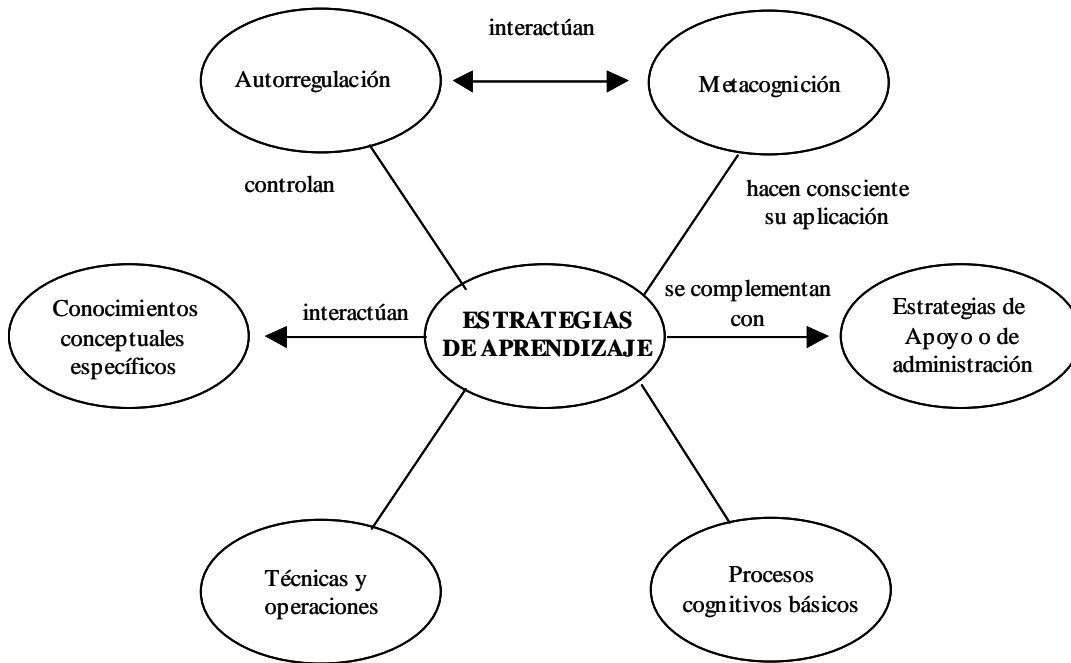 interactúan
Autorregulación
Metacognición
controlan
hacen consciente
su aplicación
Conocimientos
conceptuales
específicos
interactúan
ESTRATEGIAS
DE APRENDIZAJE
se complementan
con
Estrategias de
Apoyo o de
administración
Técnicas y
operaciones
Procesos
cognitivos básicos